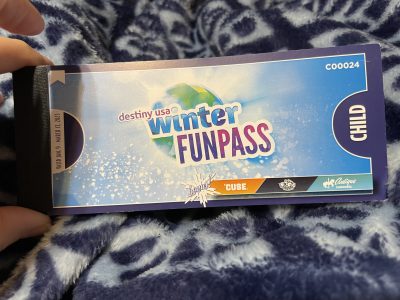 C00024
destiny usa
winter
FUNPASS
CHILD
CUBE